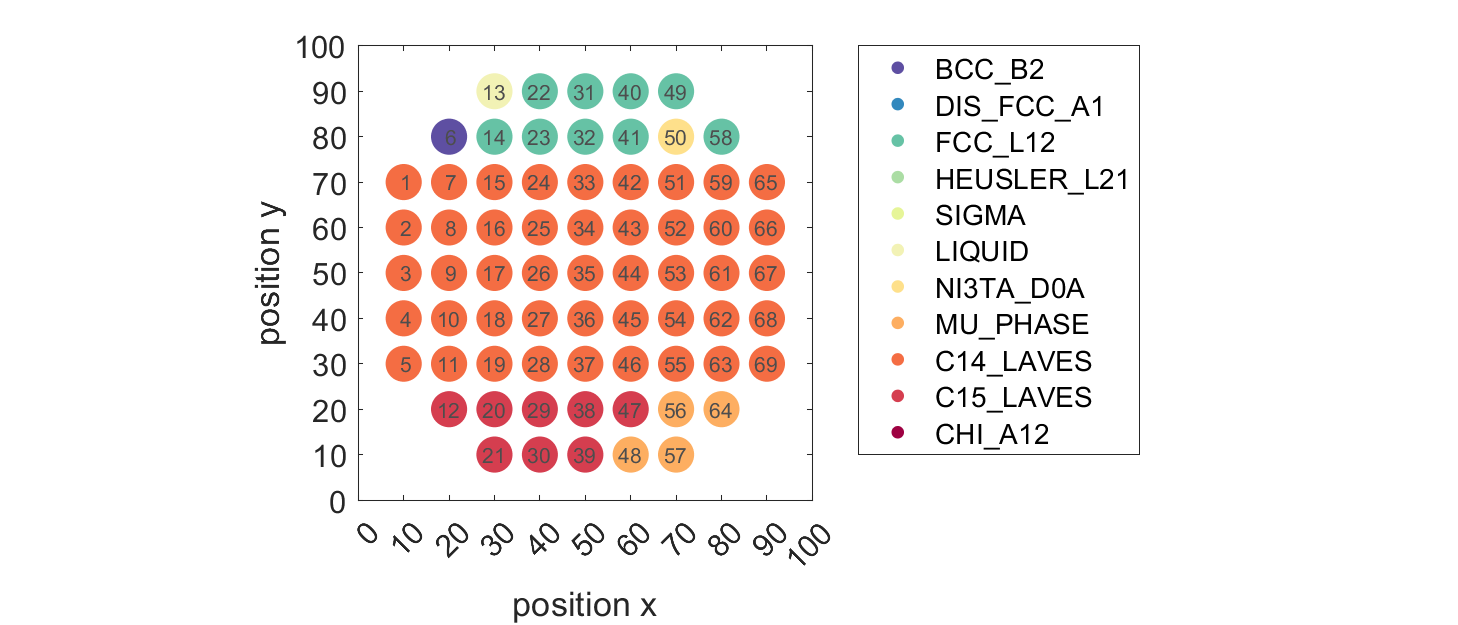 100
90
80
70
60
50
40
30
20
10
0
position y
13 22 31 40 49
6 14 23 32 41 50 58
1 7 15 24 33 42 51 59 65
2 8 16 25 34 43 52 60 66
3 9 17 26 35 44 53 61 67
4 10 18 27 36 45 54 62 68
5 11 19 28 37 46 55 63 69
12 20 29 38 47 56 64
21 30 39 48 57
0 10 20 30 40 50 60 70 80 90 100
position x
BCC_B2
DIS_FCC_A1
FCC_L12
HEUSLER_L21
SIGMA
LIQUID
NI3TA_D0A
MU_PHASE
C14_LAVES
C15_LAVES
CHI_A12